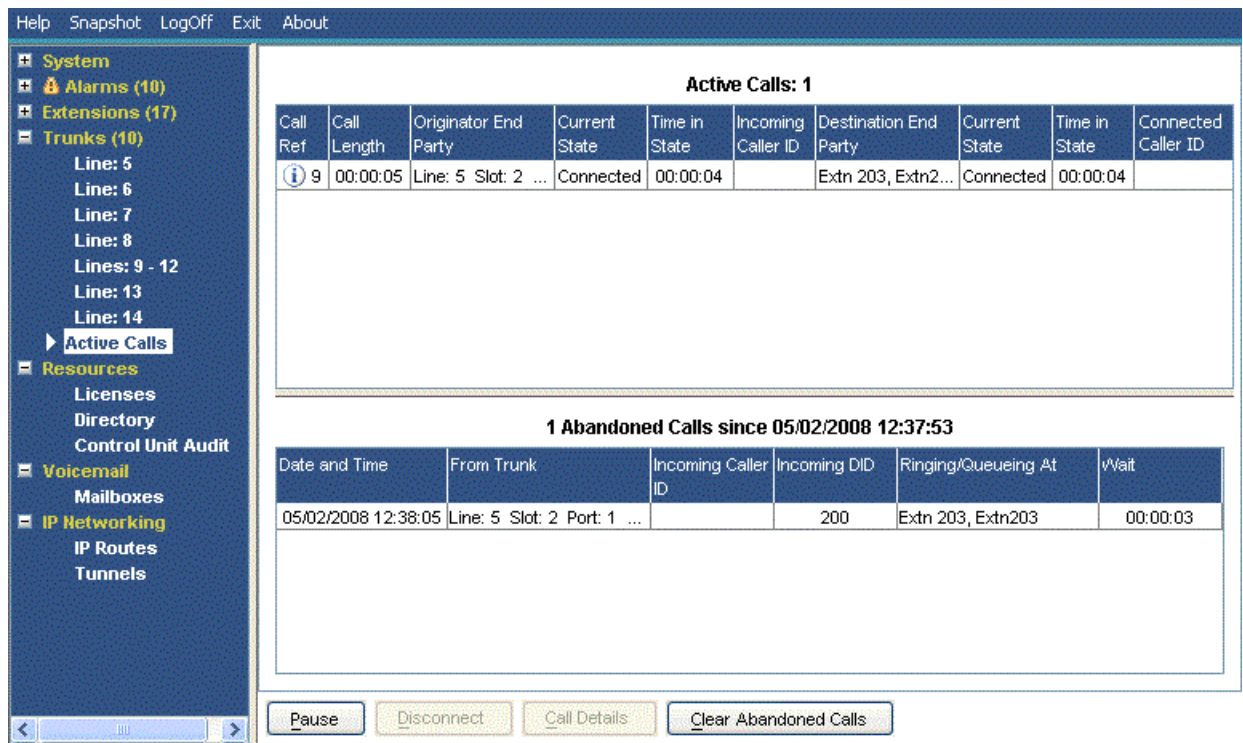 Help Snapshot LogOff Exit About
System
Alarms (10)
Extensions (17)
Trunks (10)
Line: 5
Line: 6
Line: 7
Line: 8
Lines: 9 - 12
Line: 13
Line: 14
Active Calls
Resources
Licenses
Directory
Control Unit Audit
Voicemail
Mailboxes
IP Networking
IP Routes
Tunnels
Active Calls: 1
Call Ref Call Length Originator End Party Current State Time in State Incoming Caller ID Destination End Party Current State Time in State Connected Caller ID
9 00:00:05 Line: 5 Slot: 2 ... Connected 00:00:04 Extn 203, Extn2... Connected 00:00:04
1 Abandoned Calls since 05/02/2008 12:37:53
Date and Time From Trunk Incoming Caller ID Incoming DID Ringing/Queueing At Wait
05/02/2008 12:38:05 Line: 5 Slot: 2 Port: 1 ... 200 Extn 203, Extn203 00:00:03
Pause Disconnect Call Details Clear Abandoned Calls